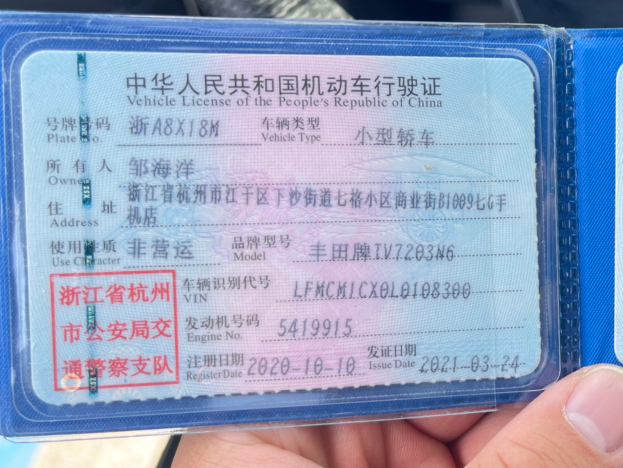 中华人民共和国机动车行驶证
Vehicle License of the People's Republic of China
号牌号码 浙A8X18M 车辆类型 小型轿车
Plate No. Vehicle Type
所有人 邹海洋
Owner
住址 浙江省杭州市江干区下沙街道七格小区商业街B1009七G手
Address 机店
使用性质 非营运 品牌型号 丰田牌TV7203N6
Use Character Model
浙江省杭州 车辆识别代号 LFMCM1CX0L0108300
VIN
市公安局交 发动机号码 5419915
Engine No.
通警察支队 注册日期 2020-10-10 发证日期 2021-03-24
Register Date Issue Date